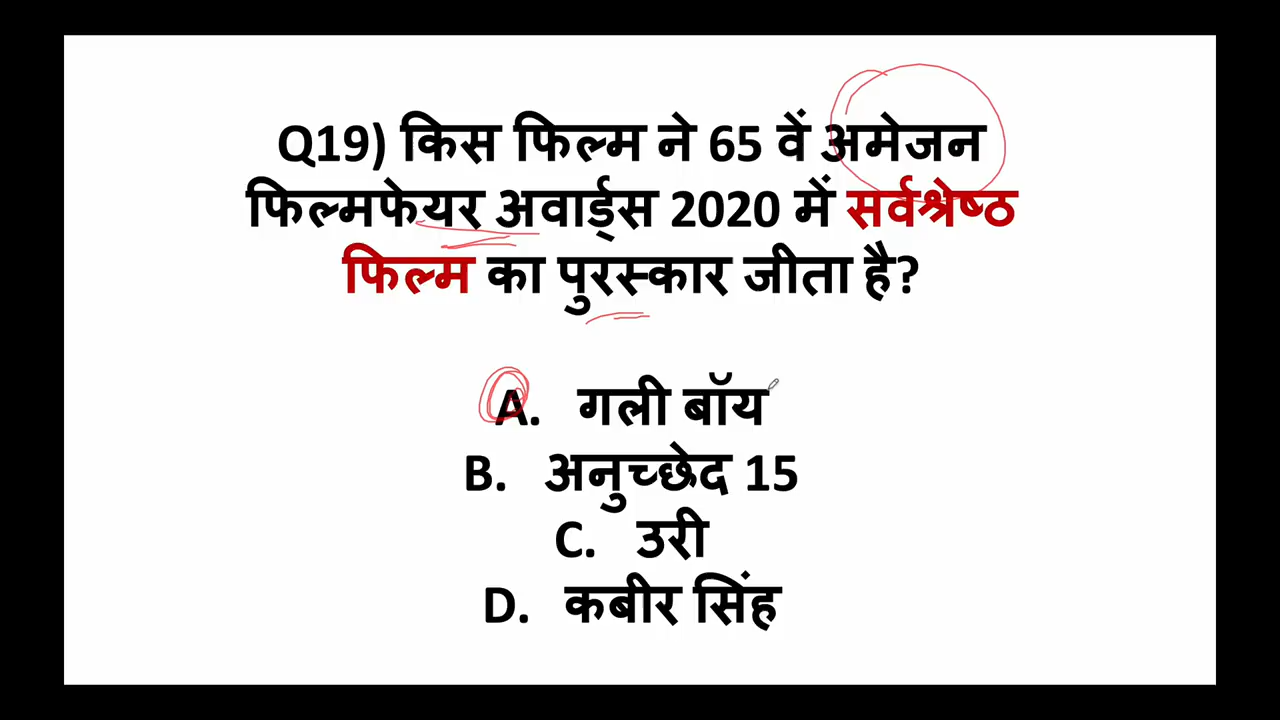 Q19) किस फिल्म ने 65 वें अमेजन
फिल्मफेयर अवार्ड्स 2020 में सर्वश्रेष्ठ
फिल्म का पुरस्कार जीता है?
A. गली बॉय
B. अनुच्छेद 15
C. उरी
D. कबीर सिंह